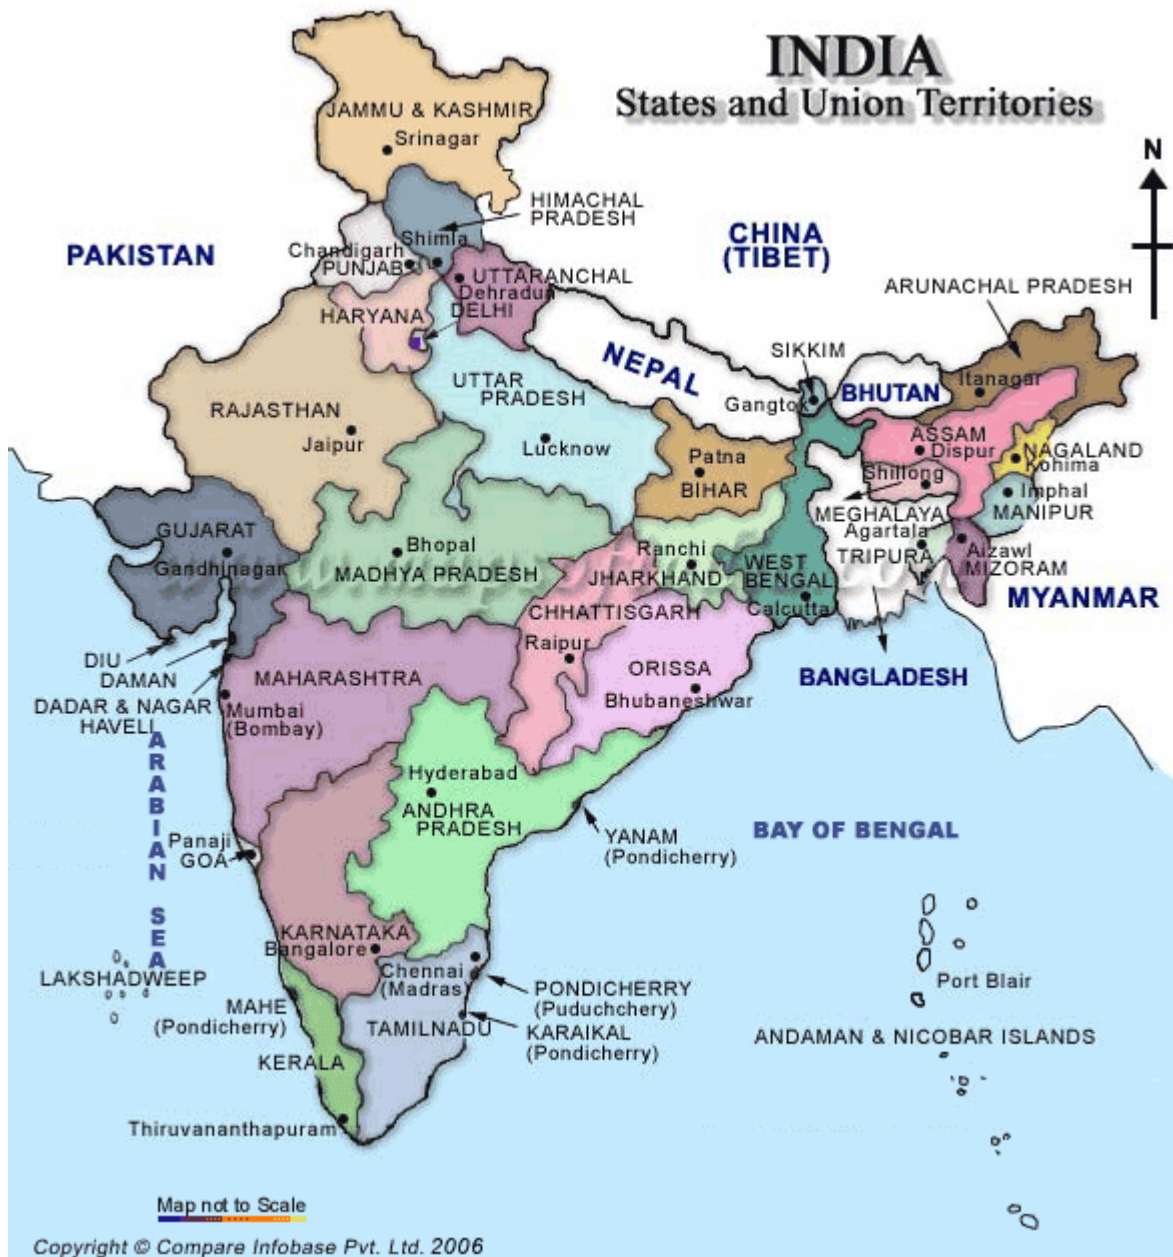 INDIA
States and Union Territories
N
JAMMU & KASHMIR
Srinagar
HIMACHAL
PRADESH
PAKISTAN
CHINA
(TIBET)
Shimla
Chandigarh
PUNJAB
UTTARANCHAL
Dehradun
ARUNACHAL PRADESH
HARYANA
DELHI
NEPAL
SIKKIM
BHUTAN
Itanagar
Gangtok
UTTAR
PRADESH
RAJASTHAN
Jaipur
Lucknow
Patna
BIHAR
ASSAM
Dispur
NAGALAND
Kohima
Shillong
Imphal
MANIPUR
MEGHALAYA
Agartala
TRIPURA
Aizawl
MIZORAM
GUJARAT
Gandhinagar
Bhopal
MADHYA PRADESH
Ranchi
JHARKHAND
WEST
BENGAL
Calcutta
MYANMAR
CHHATTISGARH
Raipur
DIU
DAMAN
DADAR & NAGAR
HAVELI
MAHARASHTRA
Mumbai
(Bombay)
ORISSA
Bhubaneshwar
BANGLADESH
ARABIAN SEA
Hyderabad
ANDHRA
PRADESH
YANAM
(Pondicherry)
BAY OF BENGAL
Panaji
GOA
KARNATAKA
Bangalore
LAKSHADWEEP
Chennai
(Madras)
PONDICHERRY
(Puduchchery)
Port Blair
MAHE
(Pondicherry)
TAMILNADU
KARAIKAL
(Pondicherry)
ANDAMAN & NICOBAR ISLANDS
KERALA
Thiruvananthapuram
Map not to Scale
Copyright © Compare Infobase Pvt. Ltd. 2006